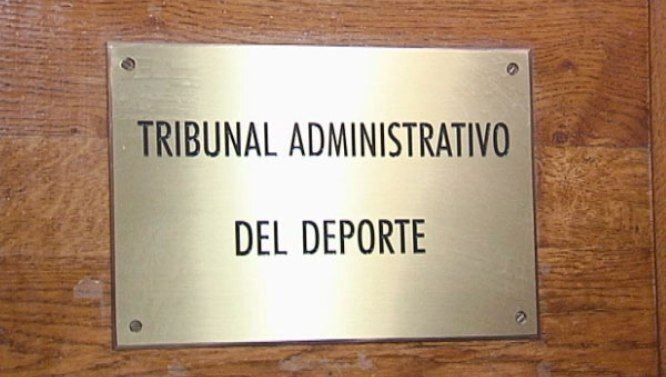 TRIBUNAL ADMINISTRATIVO
DEL DEPORTE